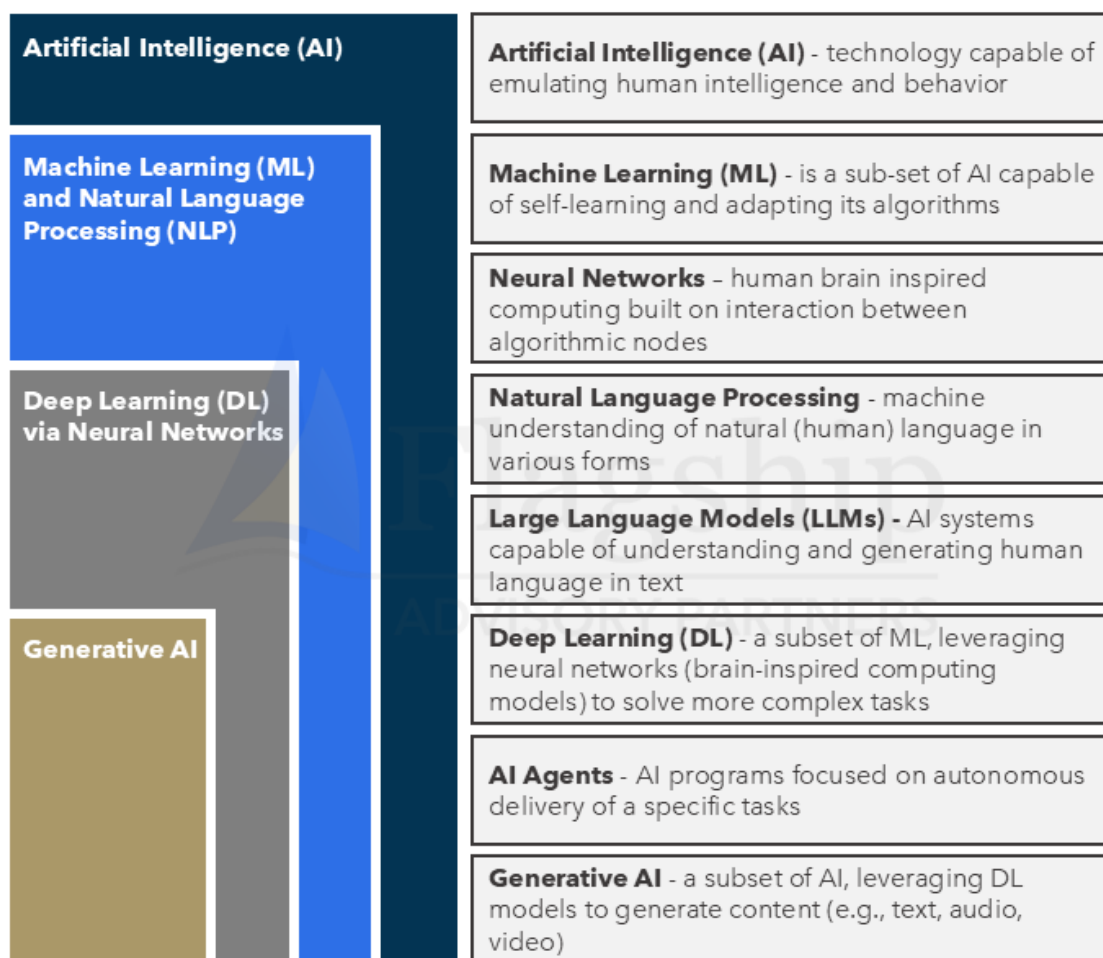 Artificial Intelligence (AI)
Machine Learning (ML)
and Natural Language
Processing (NLP)
Deep Learning (DL)
via Neural Networks
Generative AI
Artificial Intelligence (AI) - technology capable of
emulating human intelligence and behavior
Machine Learning (ML) - is a sub-set of AI capable
of self-learning and adapting its algorithms
Neural Networks – human brain inspired
computing built on interaction between
algorithmic nodes
Natural Language Processing - machine
understanding of natural (human) language in
various forms
Large Language Models (LLMs) - AI systems
capable of understanding and generating human
language in text
Deep Learning (DL) - a subset of ML, leveraging
neural networks (brain-inspired computing
models) to solve more complex tasks
AI Agents - AI programs focused on autonomous
delivery of a specific tasks
Generative AI - a subset of AI, leveraging DL
models to generate content (e.g., text, audio,
video)
Flagship
ADVISORY PARTNERS